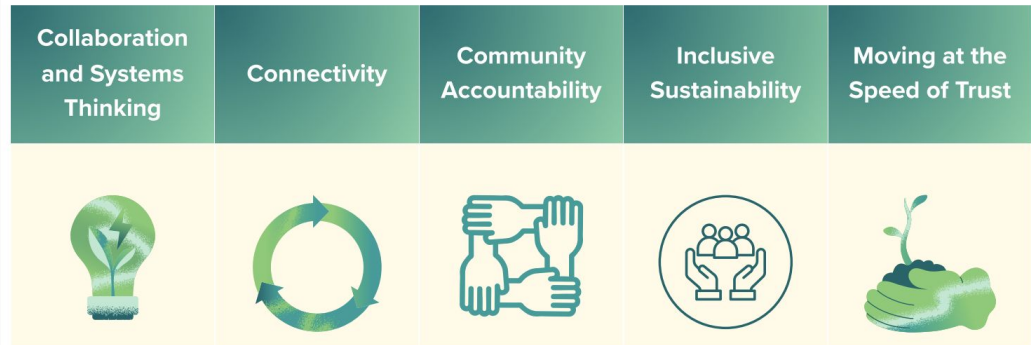 Collaboration
and Systems
Thinking
Connectivity
Community
Accountability
Inclusive
Sustainability
Moving at the
Speed of Trust